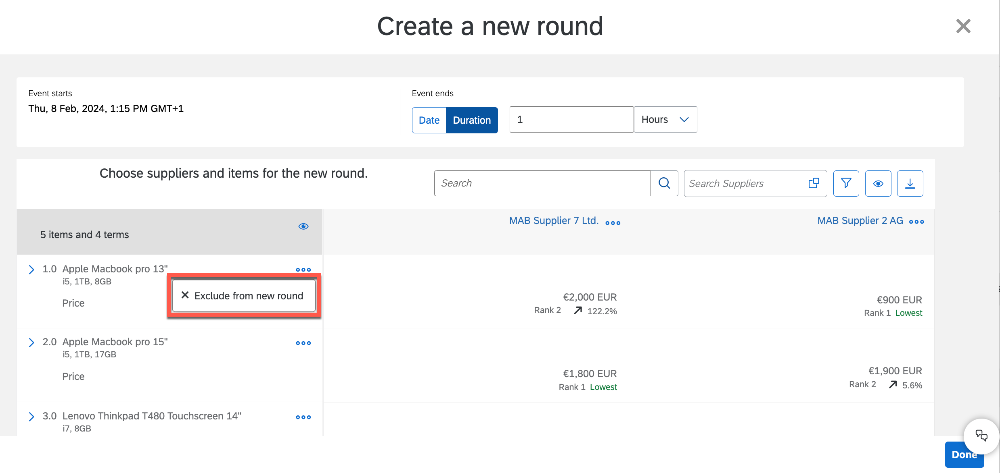 Create a new round
Event starts
Thu, 8 Feb, 2024, 1:15 PM GMT+1
Event ends
Date
Duration
1
Hours
Choose suppliers and items for the new round.
Search
Search Suppliers
5 items and 4 terms
MAB Supplier 7 Ltd.
MAB Supplier 2 AG
1.0 Apple Macbook pro 13"
i5, 1TB, 8GB
Exclude from new round
Price
€2,000 EUR
Rank 2 122.2%
€900 EUR
Rank 1 Lowest
2.0 Apple Macbook pro 15"
i5, 1TB, 17GB
Price
€1,800 EUR
Rank 1 Lowest
€1,900 EUR
Rank 2 5.6%
3.0 Lenovo Thinkpad T480 Touchscreen 14"
i7, 8GB
Done